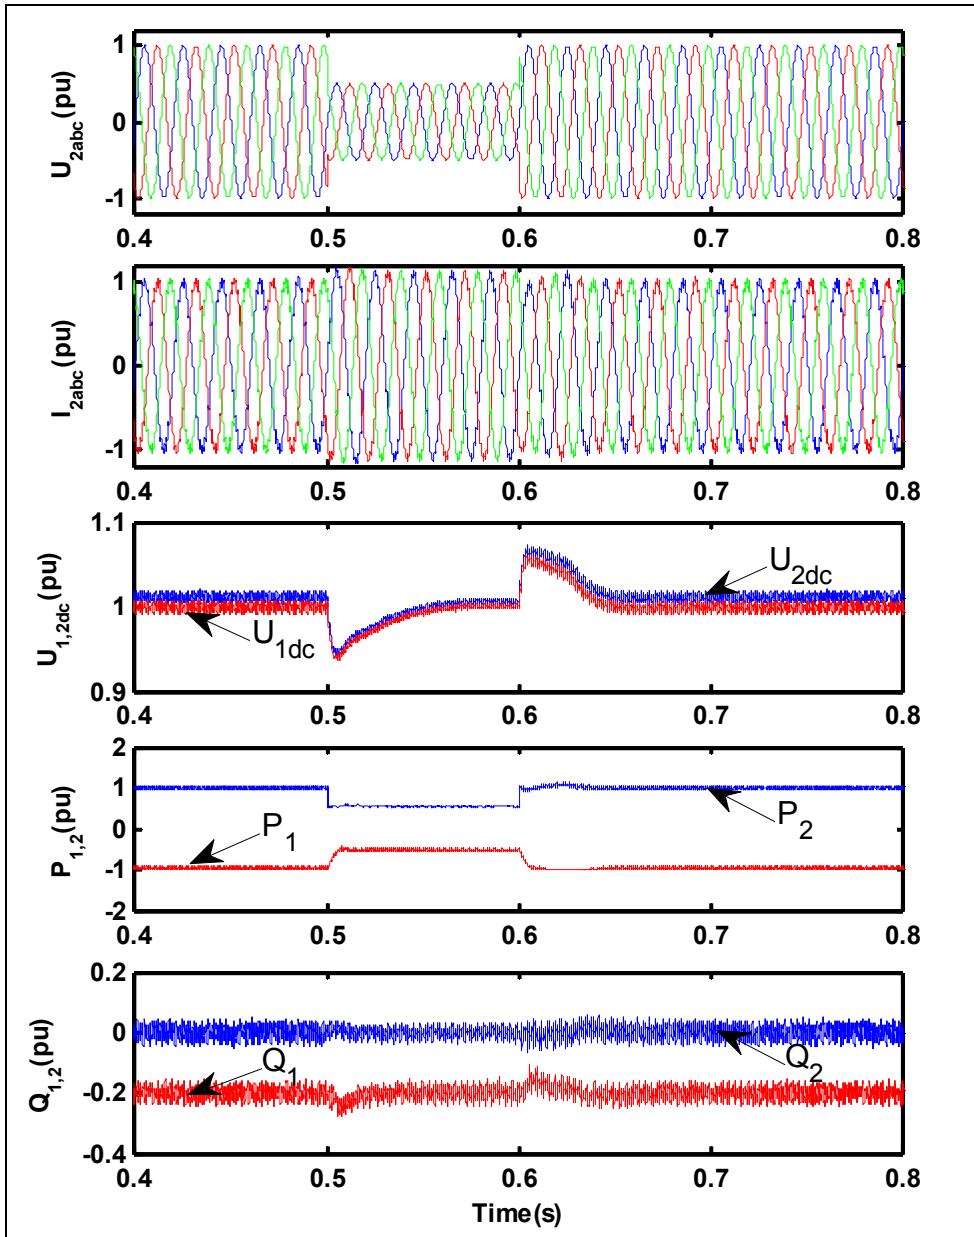 U2abc (pu)
1
0
-1
0.4 0.5 0.6 0.7 0.8
I2abc (pu)
1
0
-1
0.4 0.5 0.6 0.7 0.8
U1,2dc (pu)
1.1
1
0.9
U2dc
U1dc
0.4 0.5 0.6 0.7 0.8
P1,2 (pu)
2
1
0
-1
-2
P1
P2
0.4 0.5 0.6 0.7 0.8
Q1,2 (pu)
0.2
0
-0.2
-0.4
Q1
Q2
0.4 0.5 0.6 0.7 0.8
Time(s)